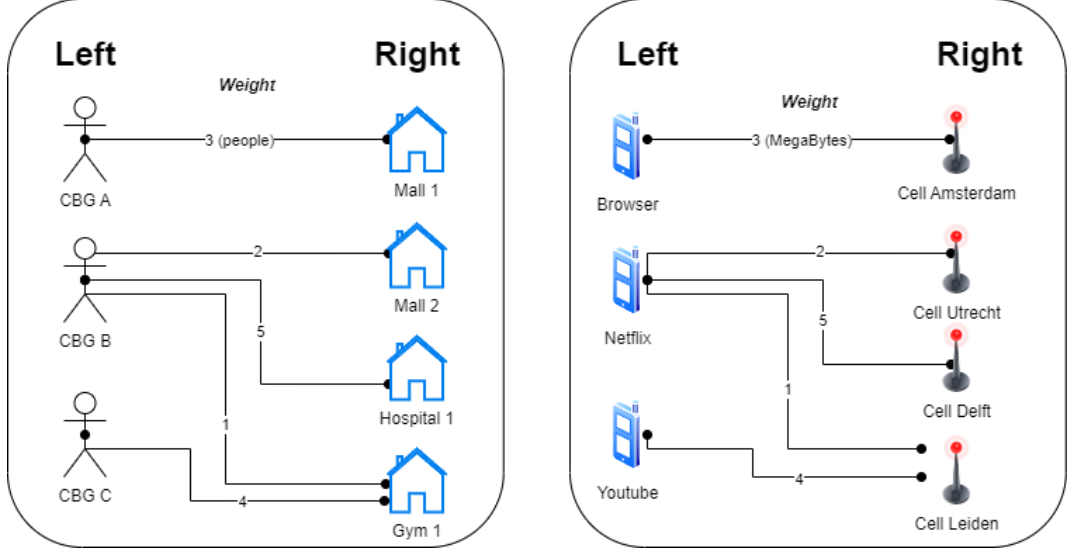 Left
Right
Weight
3 (people)
CBG A
Mall 1
2
CBG B
Mall 2
5
Hospital 1
1
CBG C
4
Gym 1
Left
Right
Weight
3 (MegaBytes)
Browser
Cell Amsterdam
2
Netflix
Cell Utrecht
5
1
Cell Delft
Youtube
4
Cell Leiden